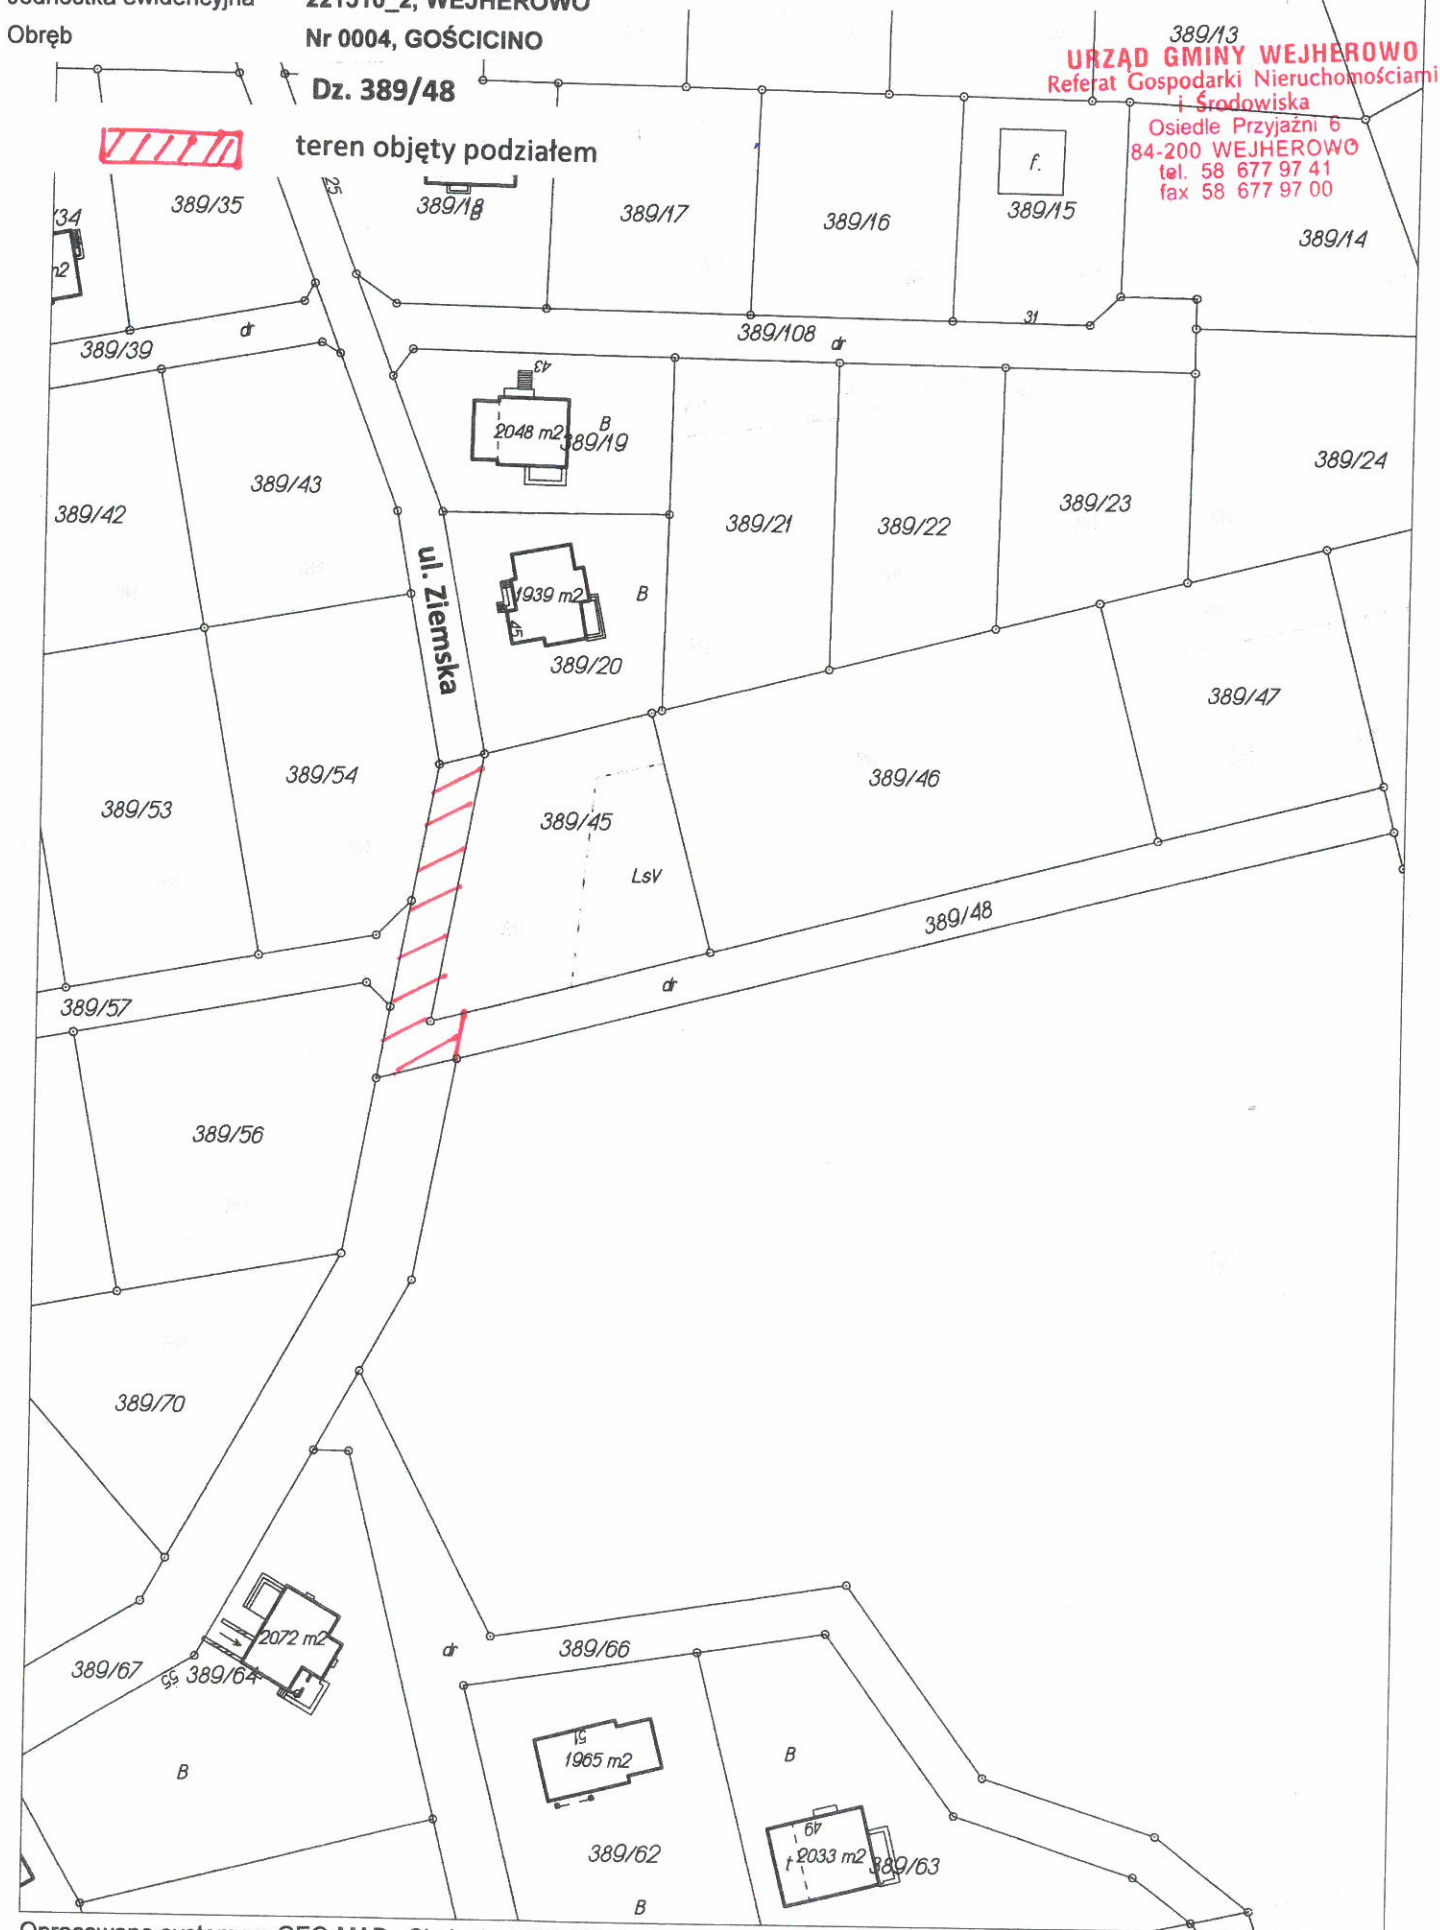 221510_2, WEJHEROWO
Obręb
Nr 0004, GOŚCICINO
Dz. 389/48
teren objęty podziałem
389/13
URZĄD GMINY WEJHEROWO
Referat Gospodarki Nieruchomościami
i Środowiska
Osiedle Przyjaźni 6
84-200 WEJHEROWO
tel. 58 677 97 41
fax 58 677 97 00
389/35
25
389/18
B
389/17
389/16
f.
389/15
389/14
/34
m2
dr
389/39
389/108
dr
31
43
2048 m2
B
389/19
389/43
389/42
389/21
389/22
389/23
389/24
ul. Ziemska
1939 m2
B
45
389/20
389/47
389/54
389/53
389/45
389/46
LsV
389/48
dr
389/57
389/56
389/70
2072 m2
389/67
55
389/64
dr
389/66
B
51
1965 m2
B
49
t
2033 m2
389/62
389/63
B